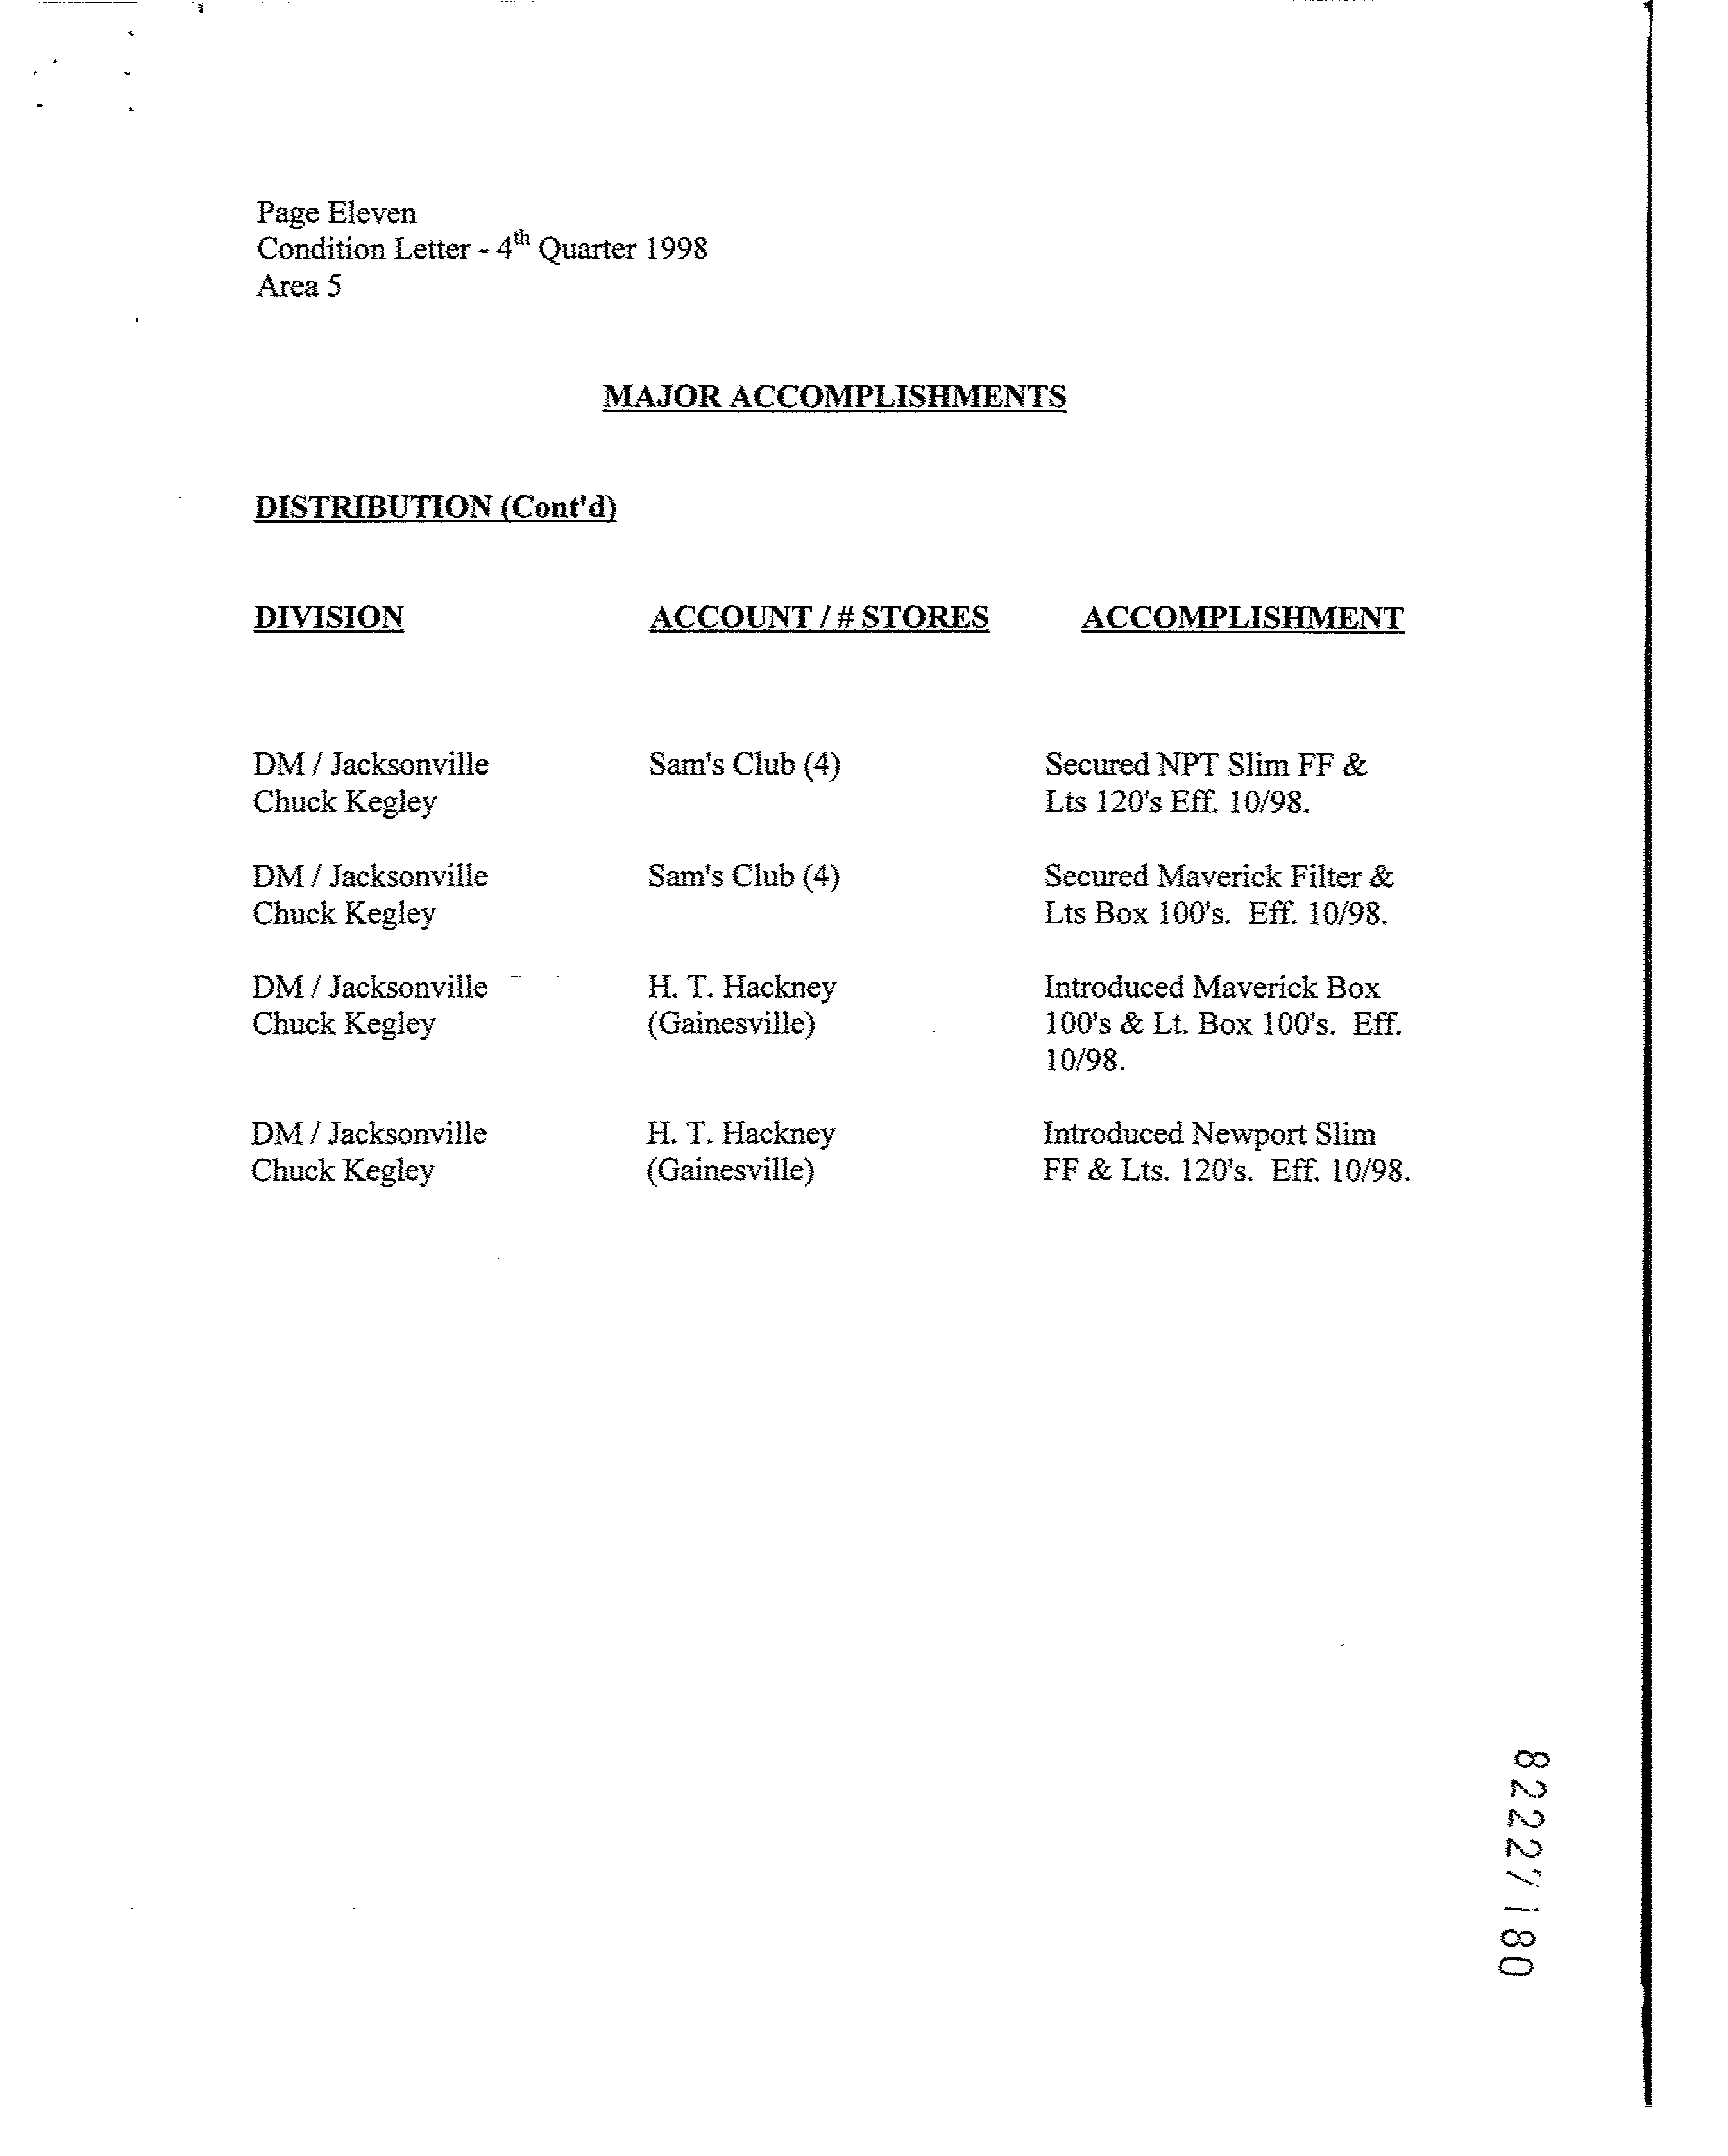 Page Eleven
Condition Letter - 4th Quarter 1998
Area 5
MAJOR ACCOMPLISHMENTS
DISTRIBUTION (Cont'd)
DIVISION ACCOUNT / # STORES ACCOMPLISHMENT
DM / Jacksonville Sam's Club (4) Secured NPT Slim FF &
Chuck Kegley Lts 120's Eff. 10/98.
DM / Jacksonville Sam's Club (4) Secured Maverick Filter &
Chuck Kegley Lts Box 100's. Eff. 10/98.
DM / Jacksonville H. T. Hackney Introduced Maverick Box
Chuck Kegley (Gainesville) 100's & Lt. Box 100's. Eff.
10/98.
DM / Jacksonville H. T. Hackney Introduced Newport Slim
Chuck Kegley (Gainesville) FF & Lts. 120's. Eff. 10/98.
82227180